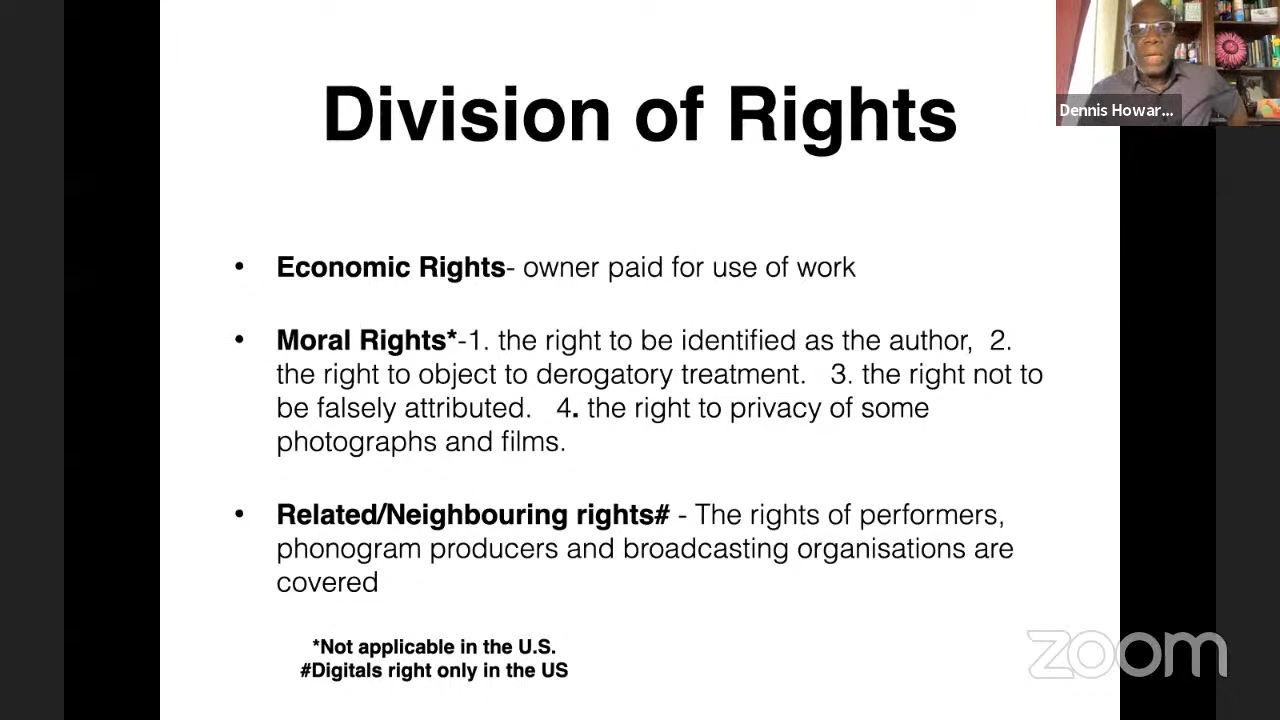 Division of Rights
Dennis Howar...
• Economic Rights- owner paid for use of work
• Moral Rights*-1. the right to be identified as the author, 2.
the right to object to derogatory treatment. 3. the right not to
be falsely attributed. 4. the right to privacy of some
photographs and films.
• Related/Neighbouring rights# - The rights of performers,
phonogram producers and broadcasting organisations are
covered
*Not applicable in the U.S.
#Digitals right only in the US
zoom